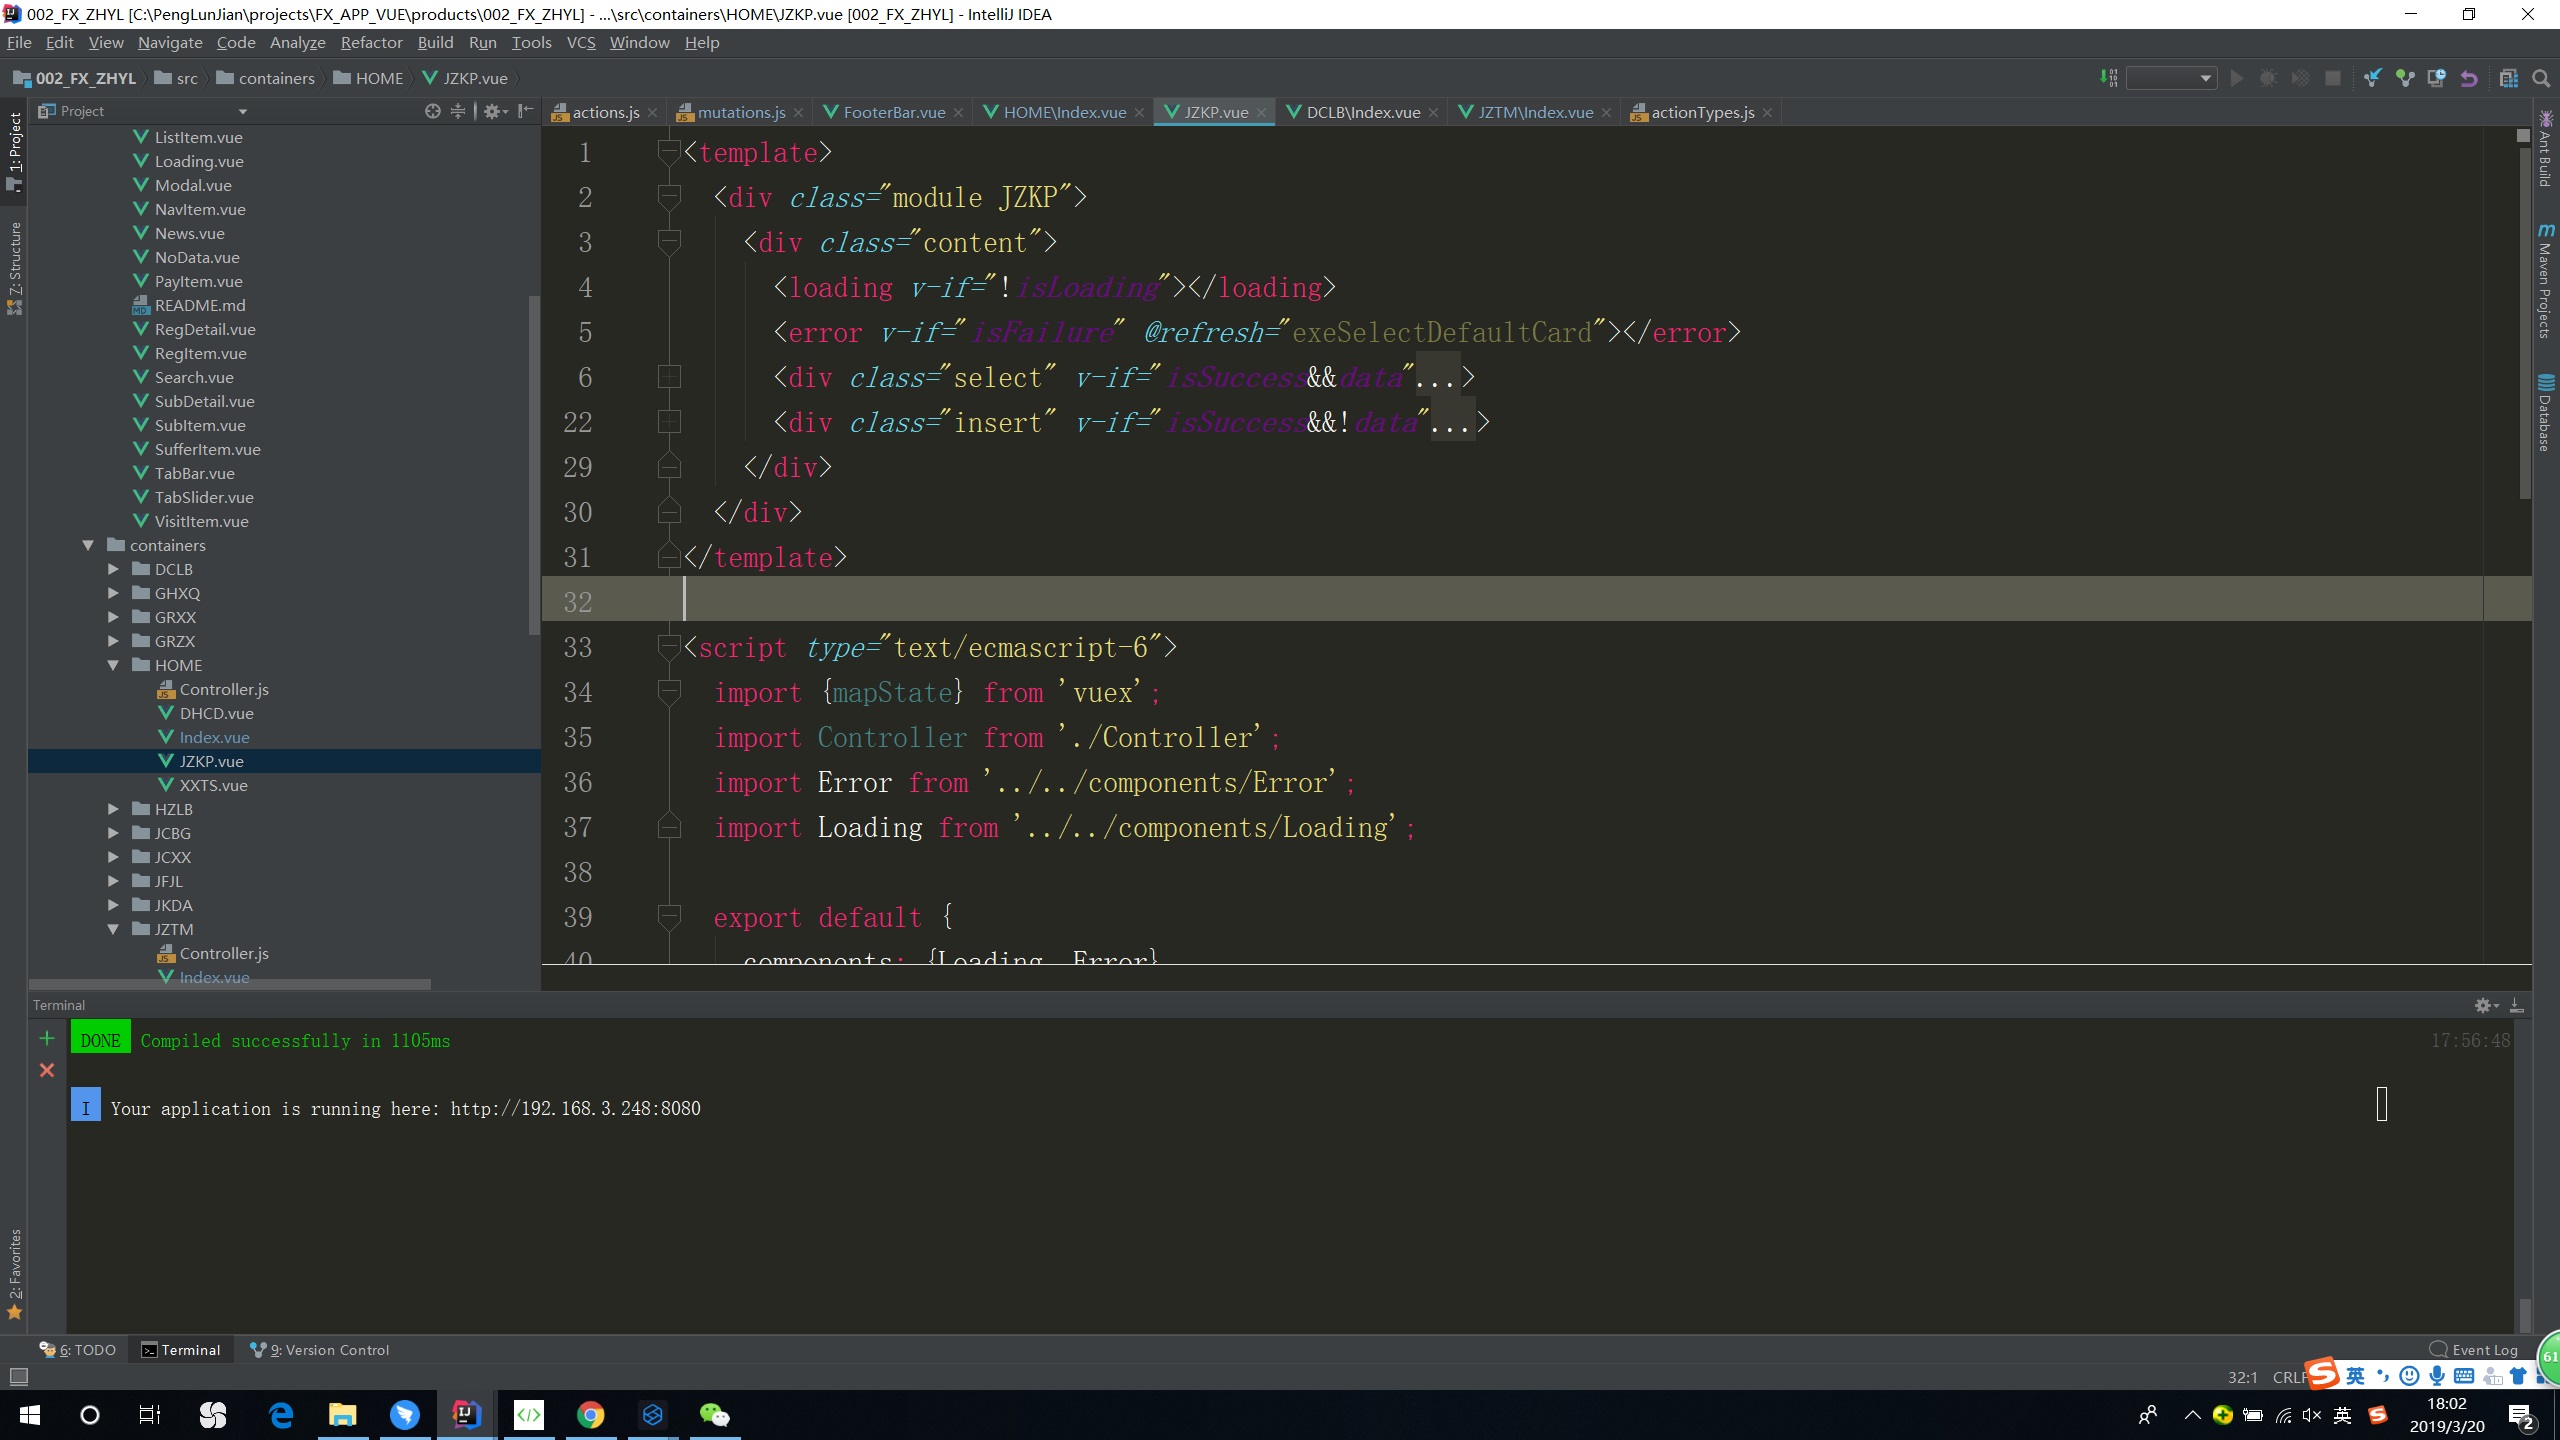 002_FX_ZHYL [C:\PengLunJian\projects\FX_APP_VUE\products\002_FX_ZHYL] - ...\src\containers\HOME\JZKP.vue [002_FX_ZHYL] - IntelliJ IDEA
File Edit View Navigate Code Analyze Refactor Build Run Tools VCS Window Help
002_FX_ZHYL src containers HOME JZKP.vue
Project
actions.js mutations.js FooterBar.vue HOME\Index.vue JZKP.vue DCLB\Index.vue JZTM\Index.vue actionTypes.js
1: Project
Z: Structure
2: Favorites
ListItem.vue
Loading.vue
Modal.vue
NavItem.vue
News.vue
NoData.vue
PayItem.vue
README.md
RegDetail.vue
RegItem.vue
Search.vue
SubDetail.vue
SubItem.vue
SufferItem.vue
TabBar.vue
TabSlider.vue
VisitItem.vue
containers
DCLB
GHXQ
GRXX
GRZX
HOME
Controller.js
DHCD.vue
Index.vue
JZKP.vue
XXTS.vue
HZLB
JCBG
JCXX
JFJL
JKDA
JZTM
Controller.js
Index.vue
1 <template>
2 <div class="module JZKP">
3 <div class="content">
4 <loading v-if="!isLoading"></loading>
5 <error v-if="isFailure" @refresh="exeSelectDefaultCard"></error>
6 <div class="select" v-if="isSuccess&&data"...>
22 <div class="insert" v-if="isSuccess&&!data"...>
29 </div>
30 </div>
31 </template>
32
33 <script type="text/ecmascript-6">
34 import {mapState} from 'vuex';
35 import Controller from './Controller';
36 import Error from '../../components/Error';
37 import Loading from '../../components/Loading';
38
39 export default {
40 components: {Loading, Error}
Ant Build
m Maven Projects
Database
Terminal
DONE Compiled successfully in 1105ms 17:56:48
I Your application is running here: http://192.168.3.248:8080
6: TODO Terminal 9: Version Control Event Log
61
32:1 CRLF 英
英
18:02
2019/3/20
2